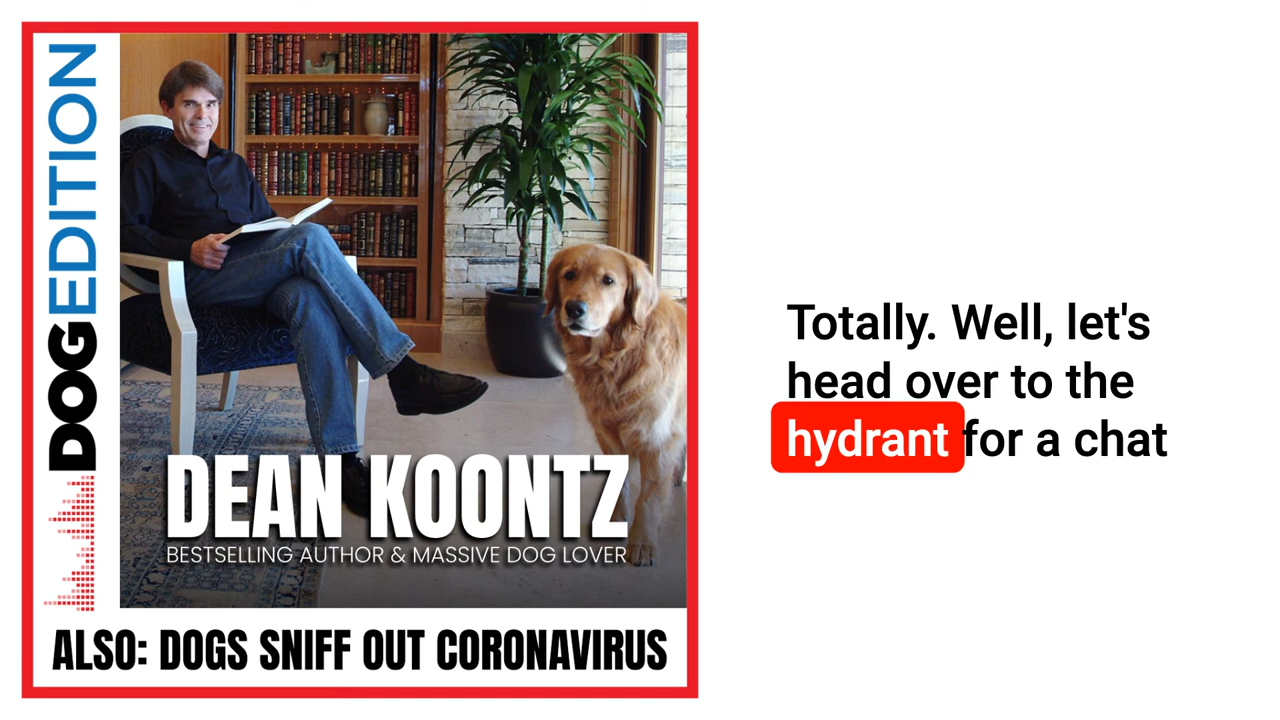 DOGEDITION
DEAN KOONTZ
BESTSELLING AUTHOR & MASSIVE DOG LOVER
ALSO: DOGS SNIFF OUT CORONAVIRUS
Totally. Well, let's
head over to the
hydrant for a chat